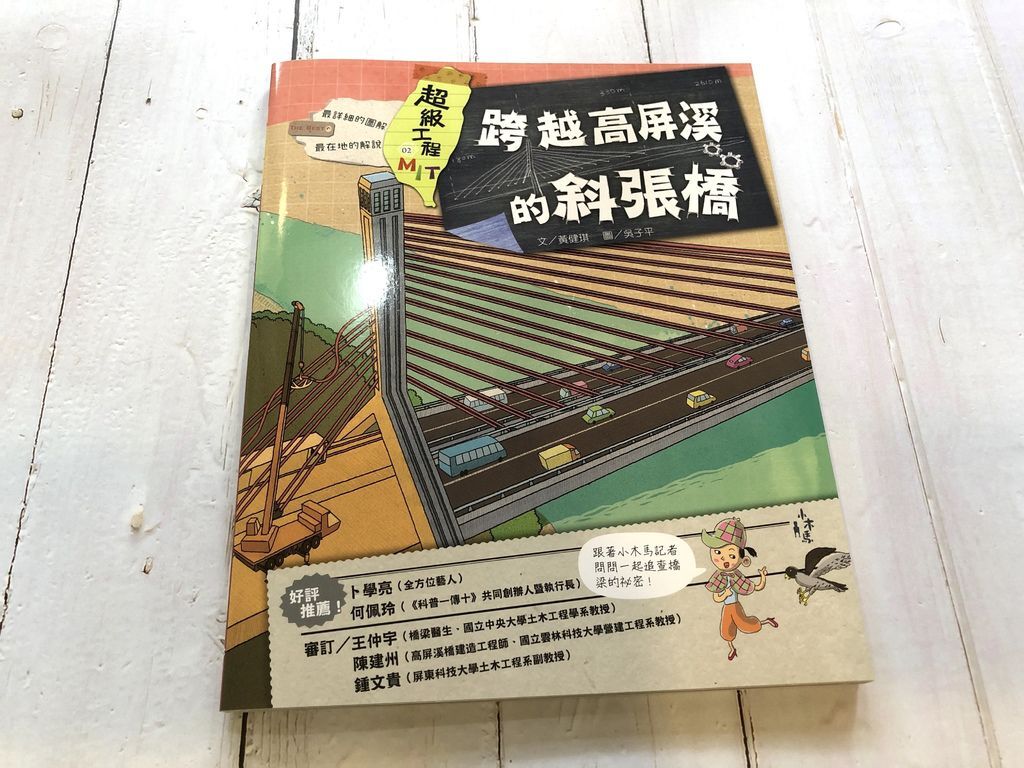 最詳細的圖解
THE BEST
最在地的解說
超級工程
02
MIT
跨越高屏溪
的斜張橋
文／黃健琪 圖／吳子平
330m
2610m
180m
小木馬
跟著小木馬記者
問問一起追查橋
梁的祕密！
好評
推薦！
卜學亮（全方位藝人）
何佩玲（《科普一傳十》共同創辦人暨執行長）
審訂／王仲宇（橋梁醫生、國立中央大學土木工程學系教授）
陳建州（高屏溪橋建造工程師、國立雲林科技大學營建工程系教授）
鍾文貴（屏東科技大學土木工程系副教授）